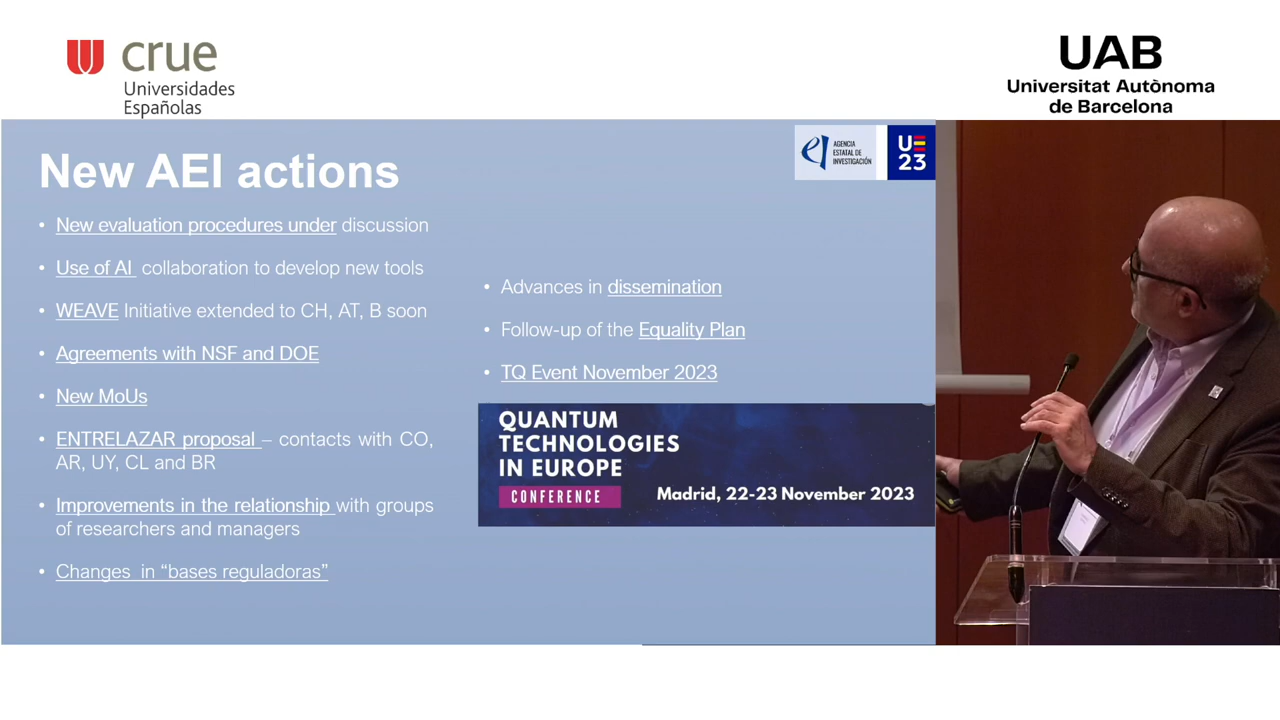 crue
Universidades
Españolas
UAB
Universitat Autònoma
de Barcelona
New AEI actions
AGENCIA
ESTATAL DE
INVESTIGACIÓN
UE
23
• New evaluation procedures under discussion
• Use of AI collaboration to develop new tools
• WEAVE Initiative extended to CH, AT, B soon
• Agreements with NSF and DOE
• New MoUs
• ENTRELAZAR proposal – contacts with CO,
AR, UY, CL and BR
• Improvements in the relationship with groups
of researchers and managers
• Changes in “bases reguladoras”
• Advances in dissemination
• Follow-up of the Equality Plan
• TQ Event November 2023
QUANTUM
TECHNOLOGIES
IN EUROPE
CONFERENCE
Madrid, 22-23 November 2023